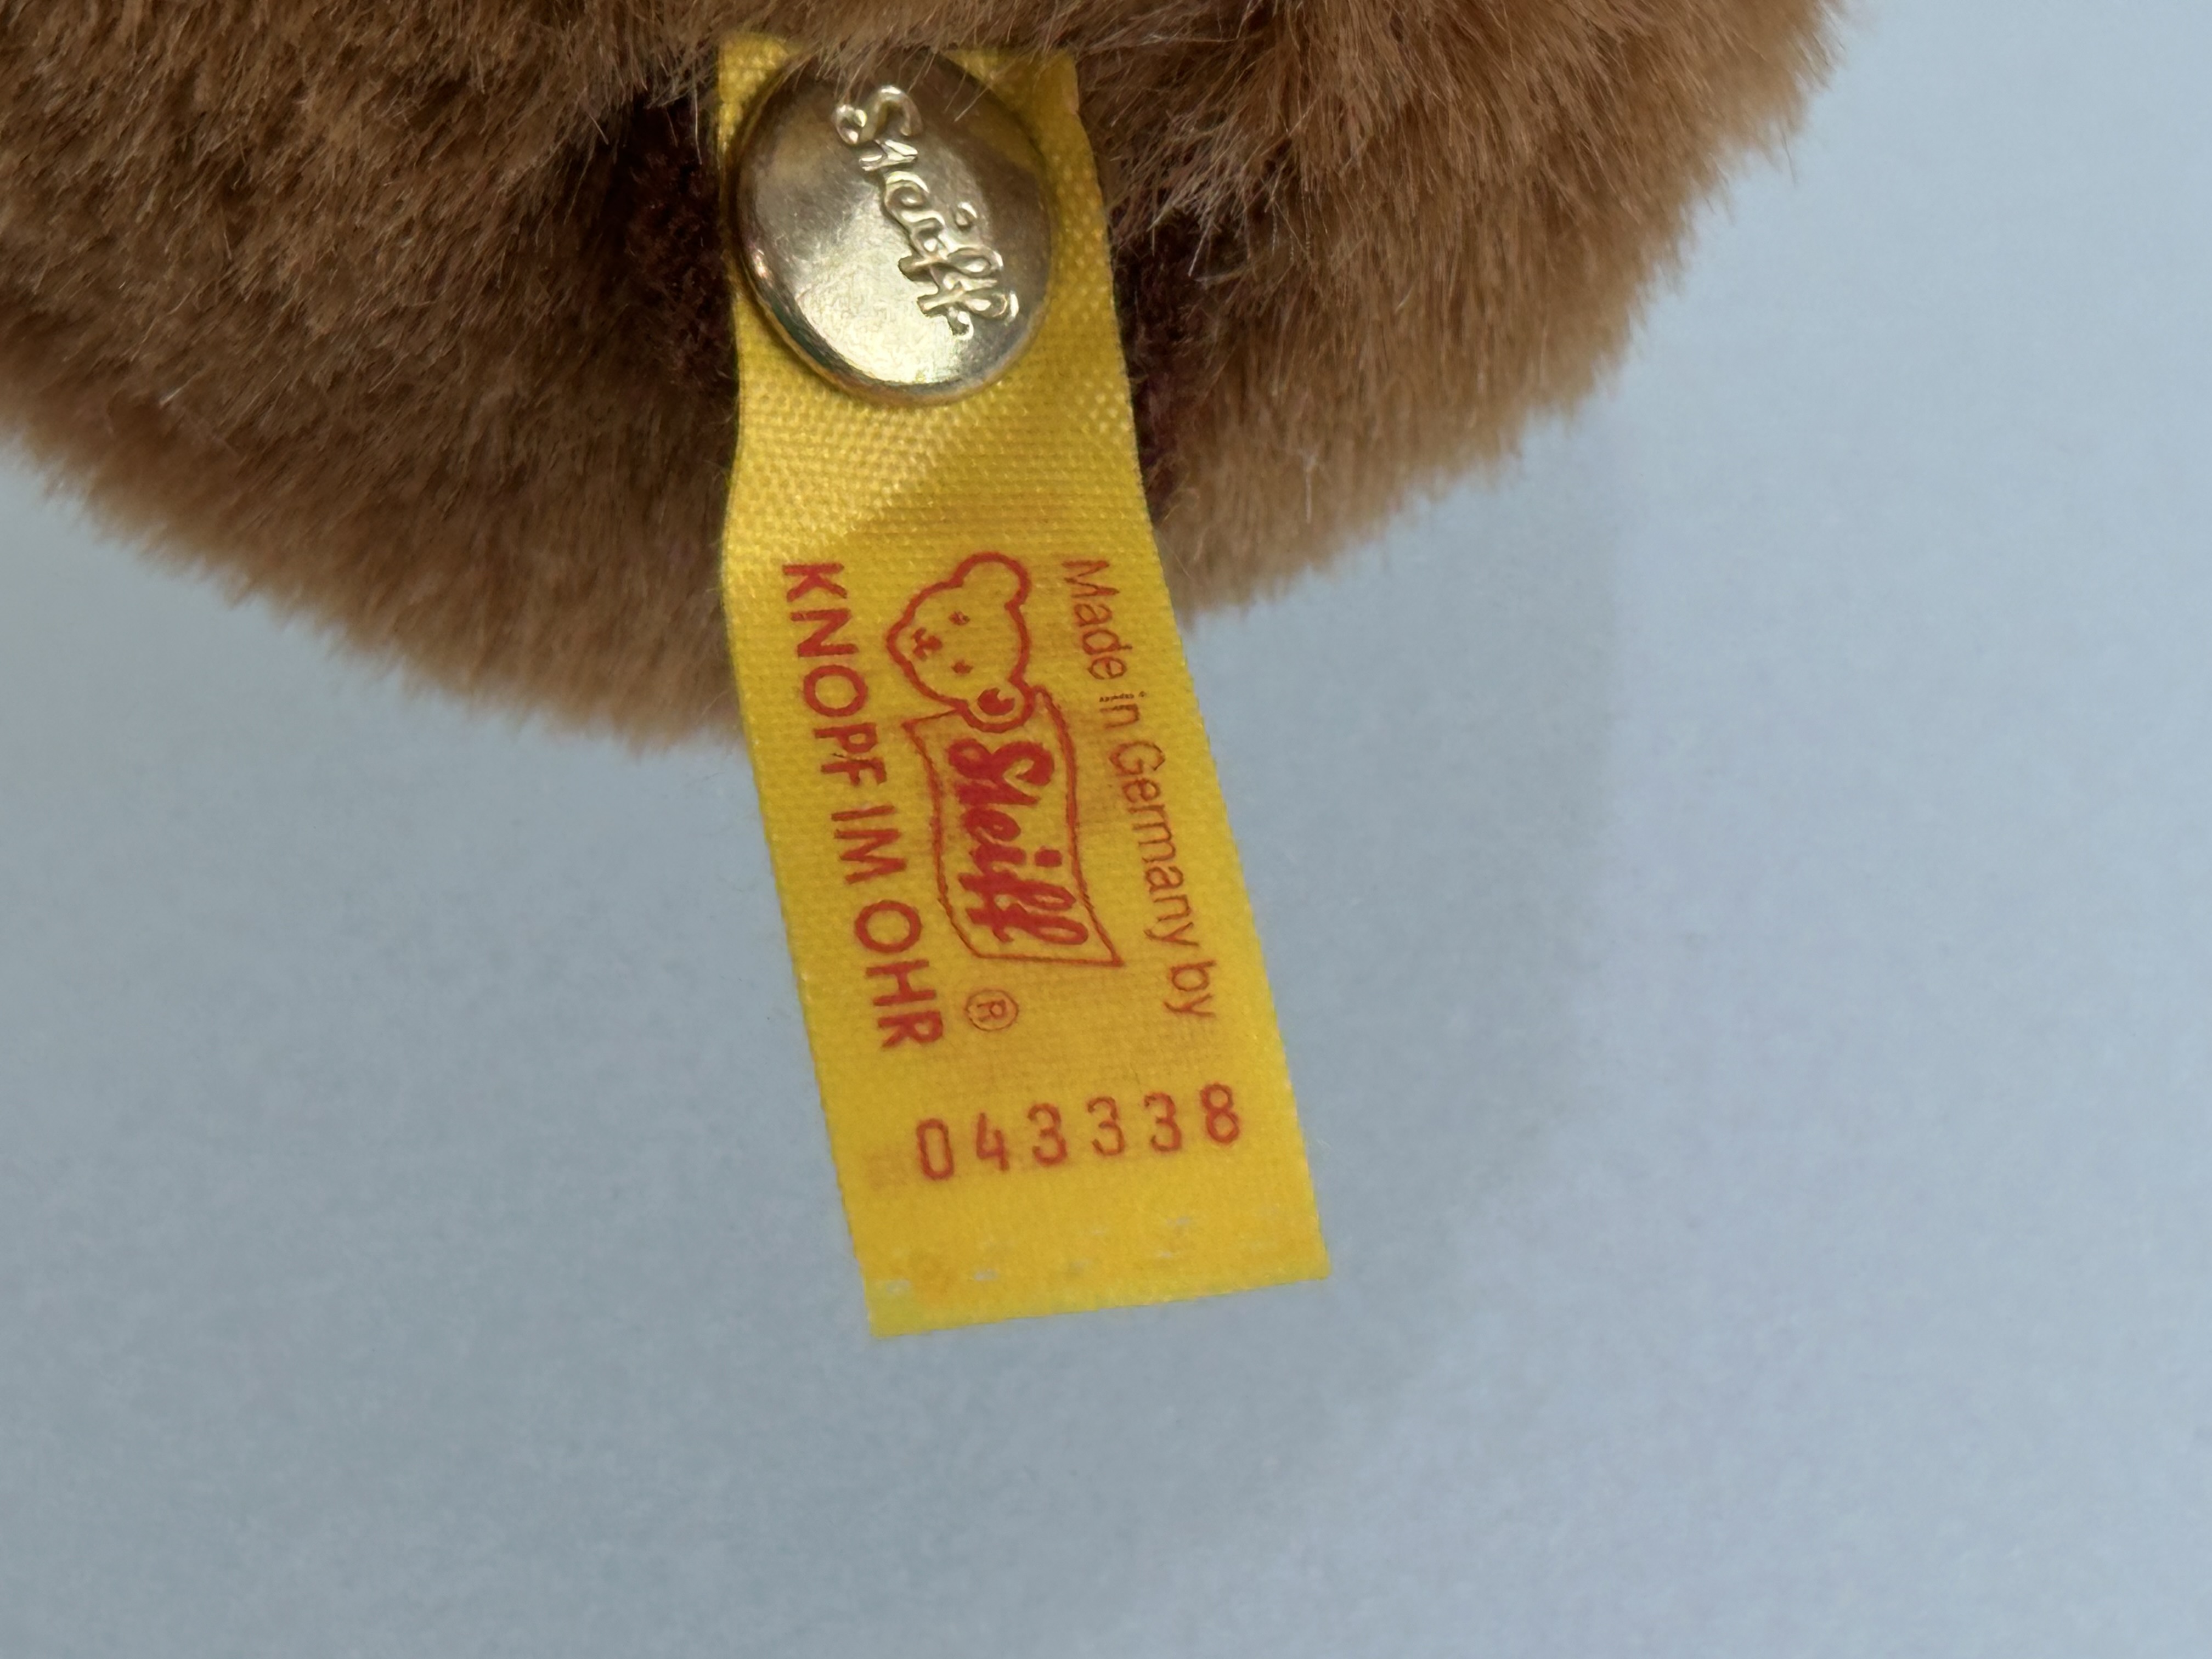 Steiff
Made in Germany by
Steiff
®
KNOPF IM OHR
043338